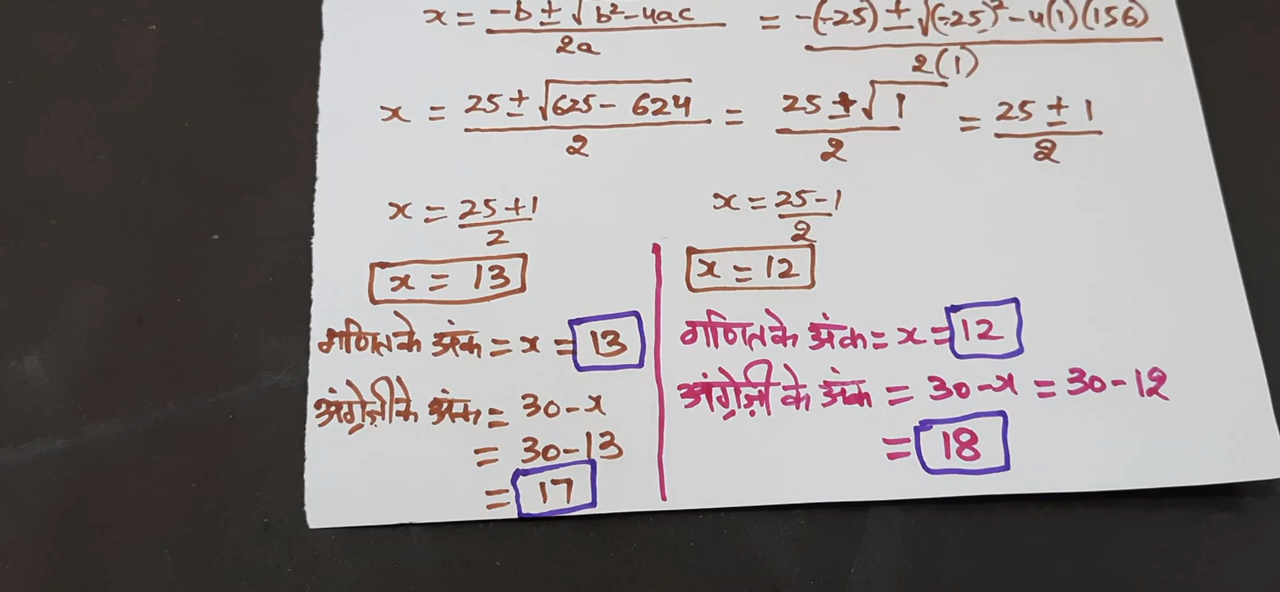 x = -b ± √b²-4ac / 2a = -(-25) ± √(-25)² - 4(1)(156) / 2(1)
x = 25 ± √625 - 624 / 2 = 25 ± √1 / 2 = 25 ± 1 / 2
x = 25+1 / 2
x = 13
गणित के अंक = x = 13
अंग्रेज़ी के अंक = 30-x
= 30-13
= 17
x = 25-1 / 2
x = 12
गणित के अंक = x = 12
अंग्रेज़ी के अंक = 30-x = 30-12
= 18